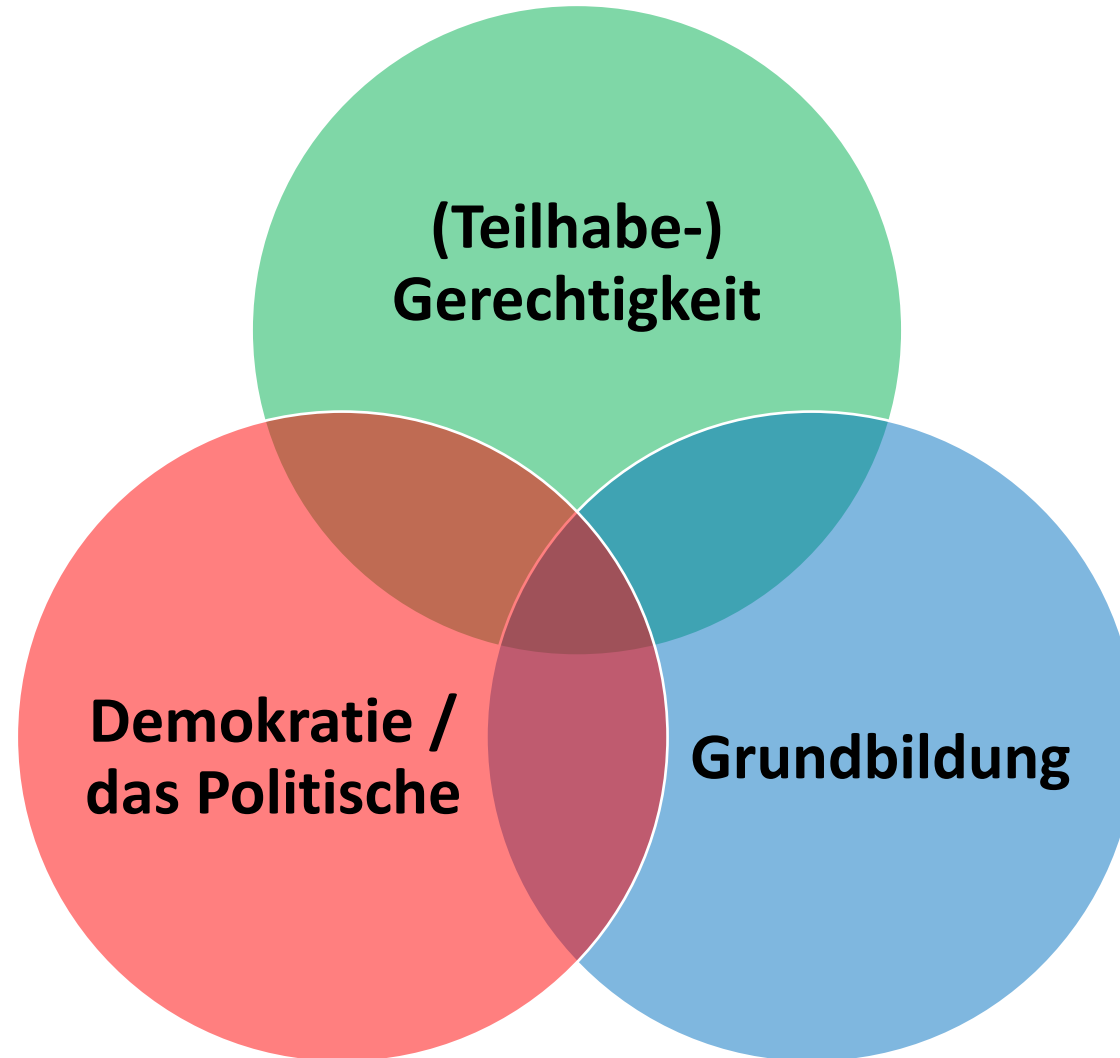 (Teilhabe-)
Gerechtigkeit
Demokratie /
das Politische
Grundbildung